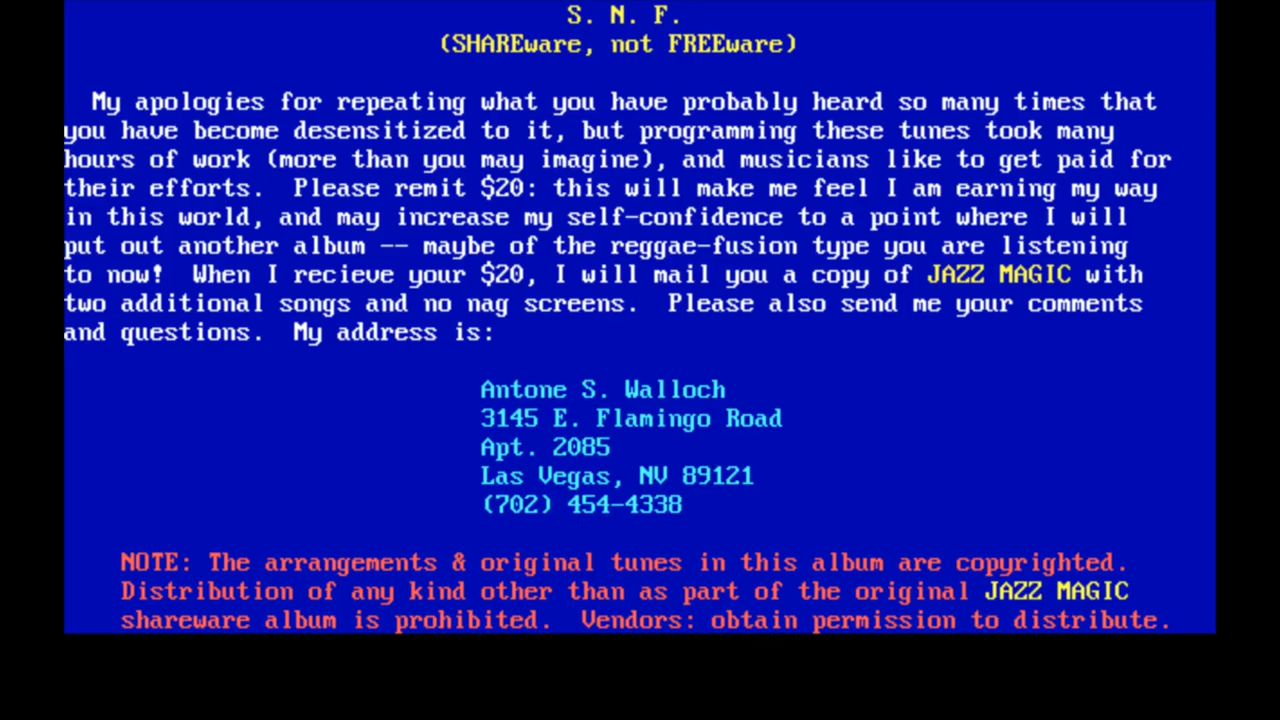 S. N. F.
(SHAREware, not FREEware)
My apologies for repeating what you have probably heard so many times that
you have become desensitized to it, but programming these tunes took many
hours of work (more than you may imagine), and musicians like to get paid for
their efforts.  Please remit $20: this will make me feel I am earning my way
in this world, and may increase my self-confidence to a point where I will
put out another album -- maybe of the reggae-fusion type you are listening
to now!  When I recieve your $20, I will mail you a copy of JAZZ MAGIC with
two additional songs and no nag screens.  Please also send me your comments
and questions.  My address is:
Antone S. Walloch
3145 E. Flamingo Road
Apt. 2085
Las Vegas, NV 89121
(702) 454-4338
NOTE: The arrangements & original tunes in this album are copyrighted.
Distribution of any kind other than as part of the original JAZZ MAGIC
shareware album is prohibited.  Vendors: obtain permission to distribute.